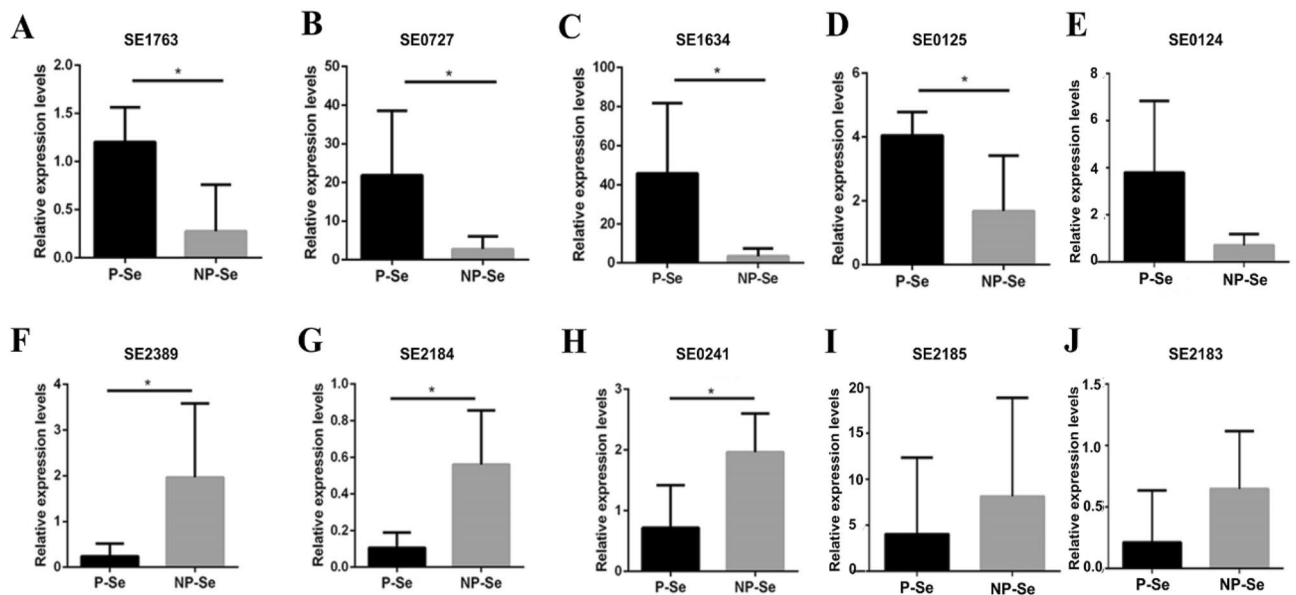 A
SE1763
Relative expression levels
2.0
1.5
1.0
0.5
0.0
*
P-Se NP-Se
B
SE0727
Relative expression levels
50
40
30
20
10
0
*
P-Se NP-Se
C
SE1634
Relative expression levels
100
80
60
40
20
0
*
P-Se NP-Se
D
SE0125
Relative expression levels
6
4
2
0
*
P-Se NP-Se
E
SE0124
Relative expression levels
8
6
4
2
0
P-Se NP-Se
F
SE2389
Relative expression levels
4
3
2
1
0
*
P-Se NP-Se
G
SE2184
Relative expression levels
1.0
0.8
0.6
0.4
0.2
0.0
*
P-Se NP-Se
H
SE0241
Relative expression levels
3
2
1
0
*
P-Se NP-Se
I
SE2185
Relative expression levels
20
15
10
5
0
P-Se NP-Se
J
SE2183
Relative expression levels
1.5
1.0
0.5
0.0
P-Se NP-Se